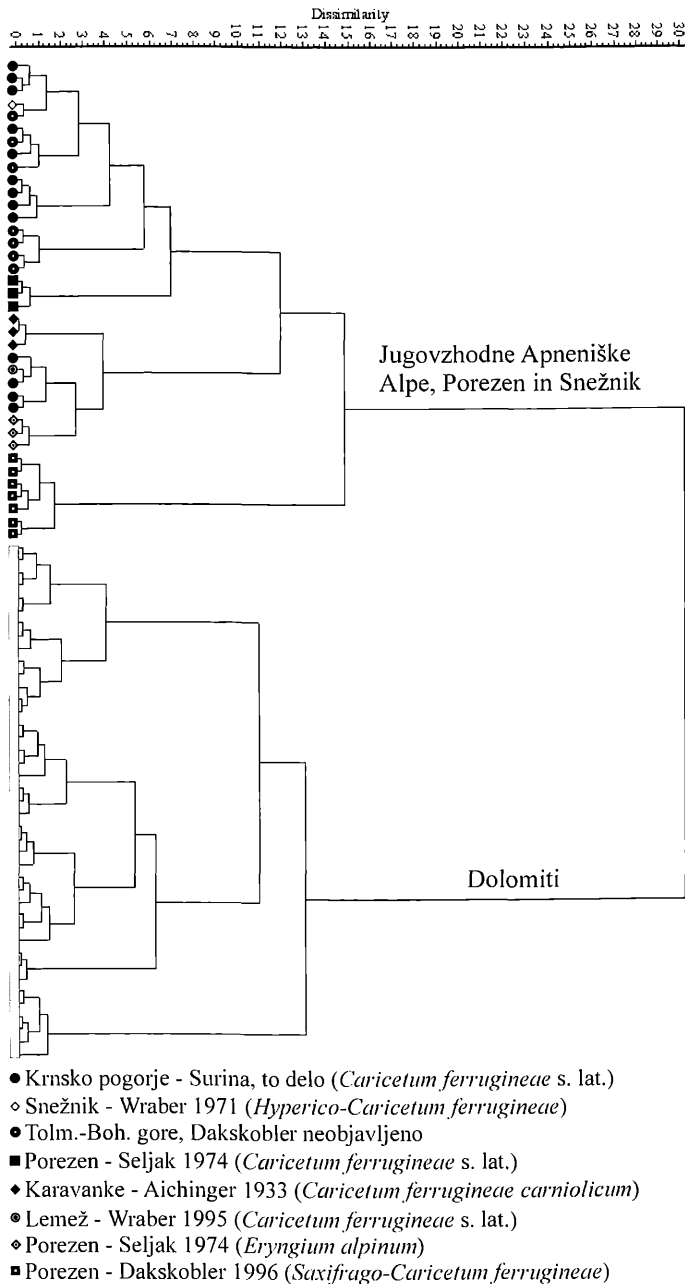 Dissimilarity
0 1 2 3 4 5 6 7 8 9 10 11 12 13 14 15 16 17 18 19 20 21 22 23 24 25 26 27 28 29 30
Jugovzhodne Apneniške
Alpe, Porezen in Snežnik
Dolomiti
Krnsko pogorje - Surina, to delo (Caricetum ferrugineae s. lat.)
Snežnik - Wraber 1971 (Hyperico-Caricetum ferrugineae)
Tolm.-Boh. gore, Dakskobler neobjavljeno
Porezen - Seljak 1974 (Caricetum ferrugineae s. lat.)
Karavanke - Aichinger 1933 (Caricetum ferrugineae carniolicum)
Lemež - Wraber 1995 (Caricetum ferrugineae s. lat.)
Porezen - Seljak 1974 (Eryngium alpinum)
Porezen - Dakskobler 1996 (Saxifrago-Caricetum ferrugineae)